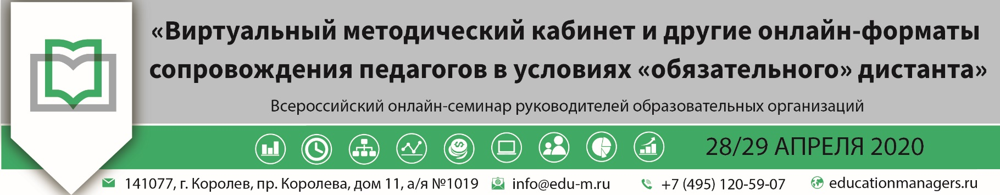 «Виртуальный методический кабинет и другие онлайн-форматы
сопровождения педагогов в условиях «обязательного» дистанта»
Всероссийский онлайн-семинар руководителей образовательных организаций
28/29 АПРЕЛЯ 2020
141077, г. Королев, пр. Королева, дом 11, а/я №1019 info@edu-m.ru +7 (495) 120-59-07 educationmanagers.ru